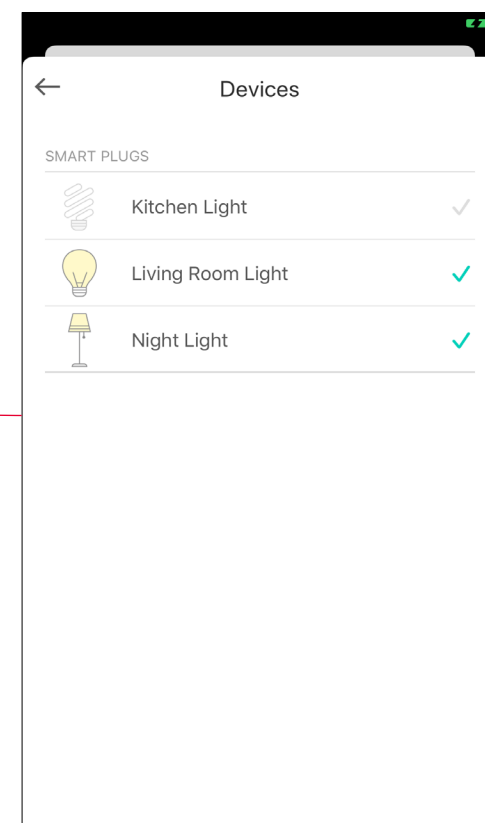 Devices
SMART PLUGS
Kitchen Light
Living Room Light
Night Light